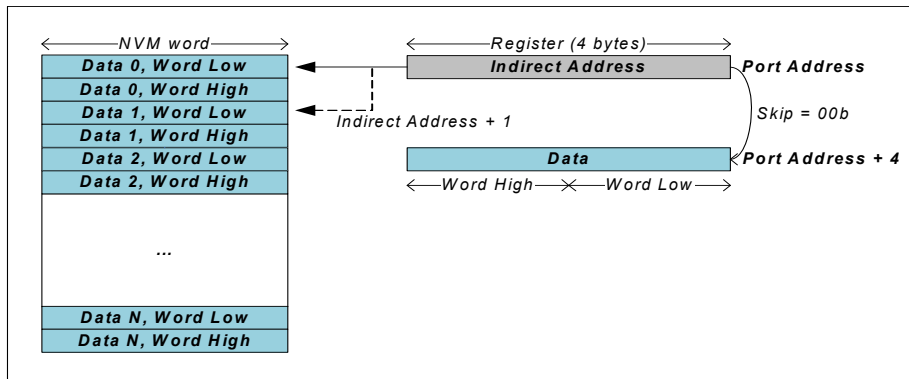 NVM word
Data 0, Word Low
Data 0, Word High
Data 1, Word Low
Data 1, Word High
Data 2, Word Low
Data 2, Word High
...
Data N, Word Low
Data N, Word High
Register (4 bytes)
Indirect Address
Port Address
Indirect Address + 1
Skip = 00b
Data
Port Address + 4
Word High
Word Low